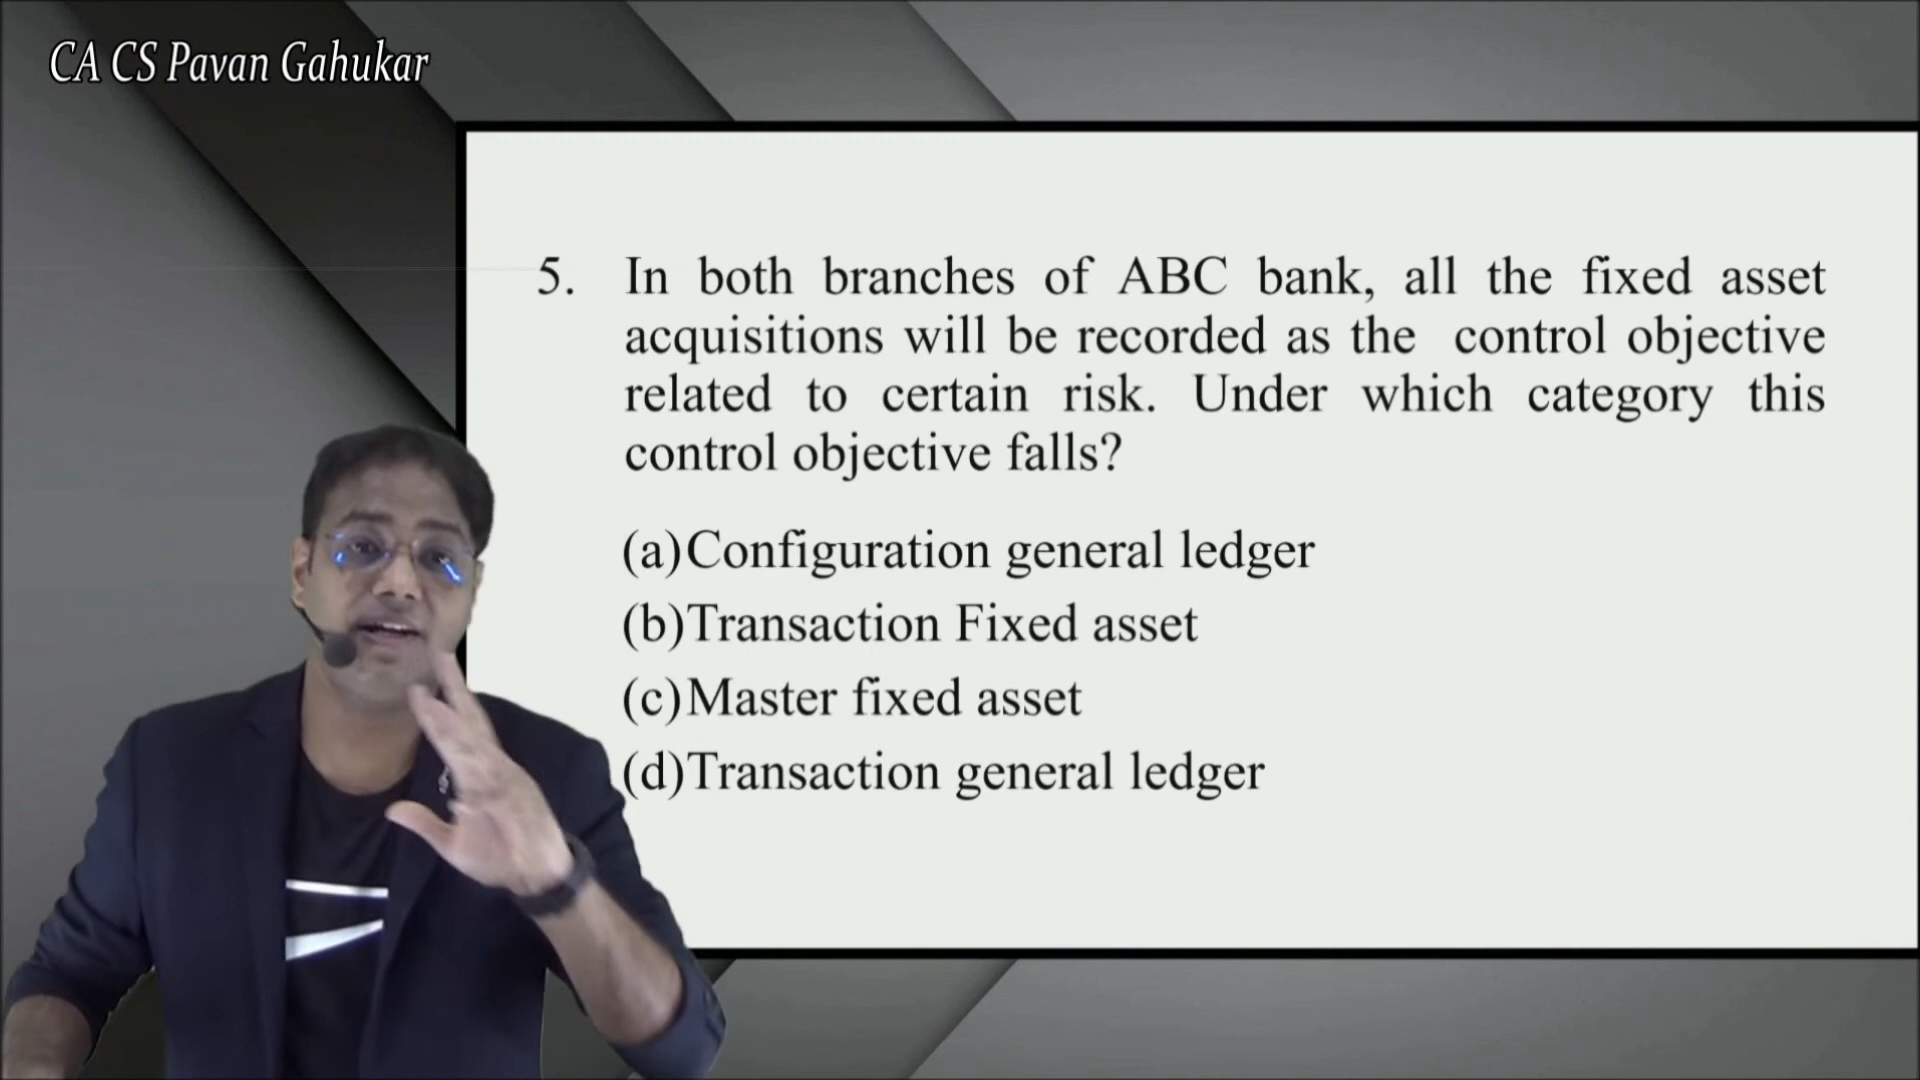 CA CS Pavan Gahukar
5. In both branches of ABC bank, all the fixed asset
acquisitions will be recorded as the control objective
related to certain risk. Under which category this
control objective falls?
(a)Configuration general ledger
(b)Transaction Fixed asset
(c)Master fixed asset
(d)Transaction general ledger